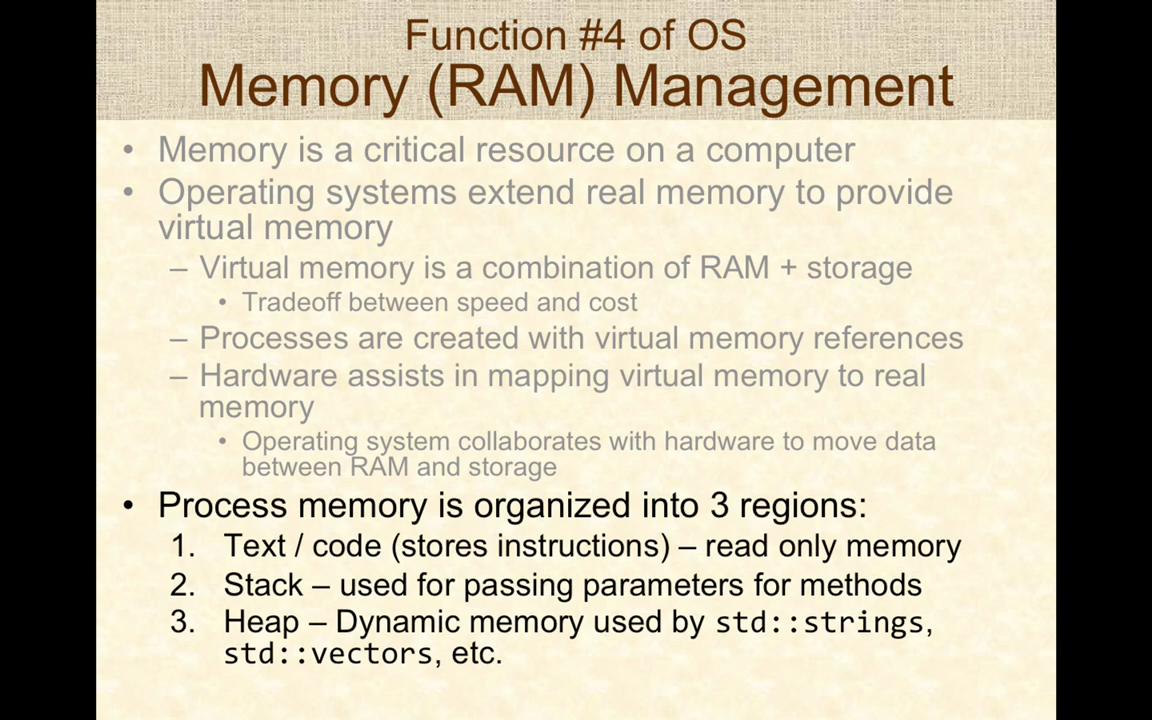 Function #4 of OS
Memory (RAM) Management
• Memory is a critical resource on a computer
• Operating systems extend real memory to provide
virtual memory
– Virtual memory is a combination of RAM + storage
• Tradeoff between speed and cost
– Processes are created with virtual memory references
– Hardware assists in mapping virtual memory to real
memory
• Operating system collaborates with hardware to move data
between RAM and storage
• Process memory is organized into 3 regions:
1. Text / code (stores instructions) – read only memory
2. Stack – used for passing parameters for methods
3. Heap – Dynamic memory used by std::strings,
std::vectors, etc.